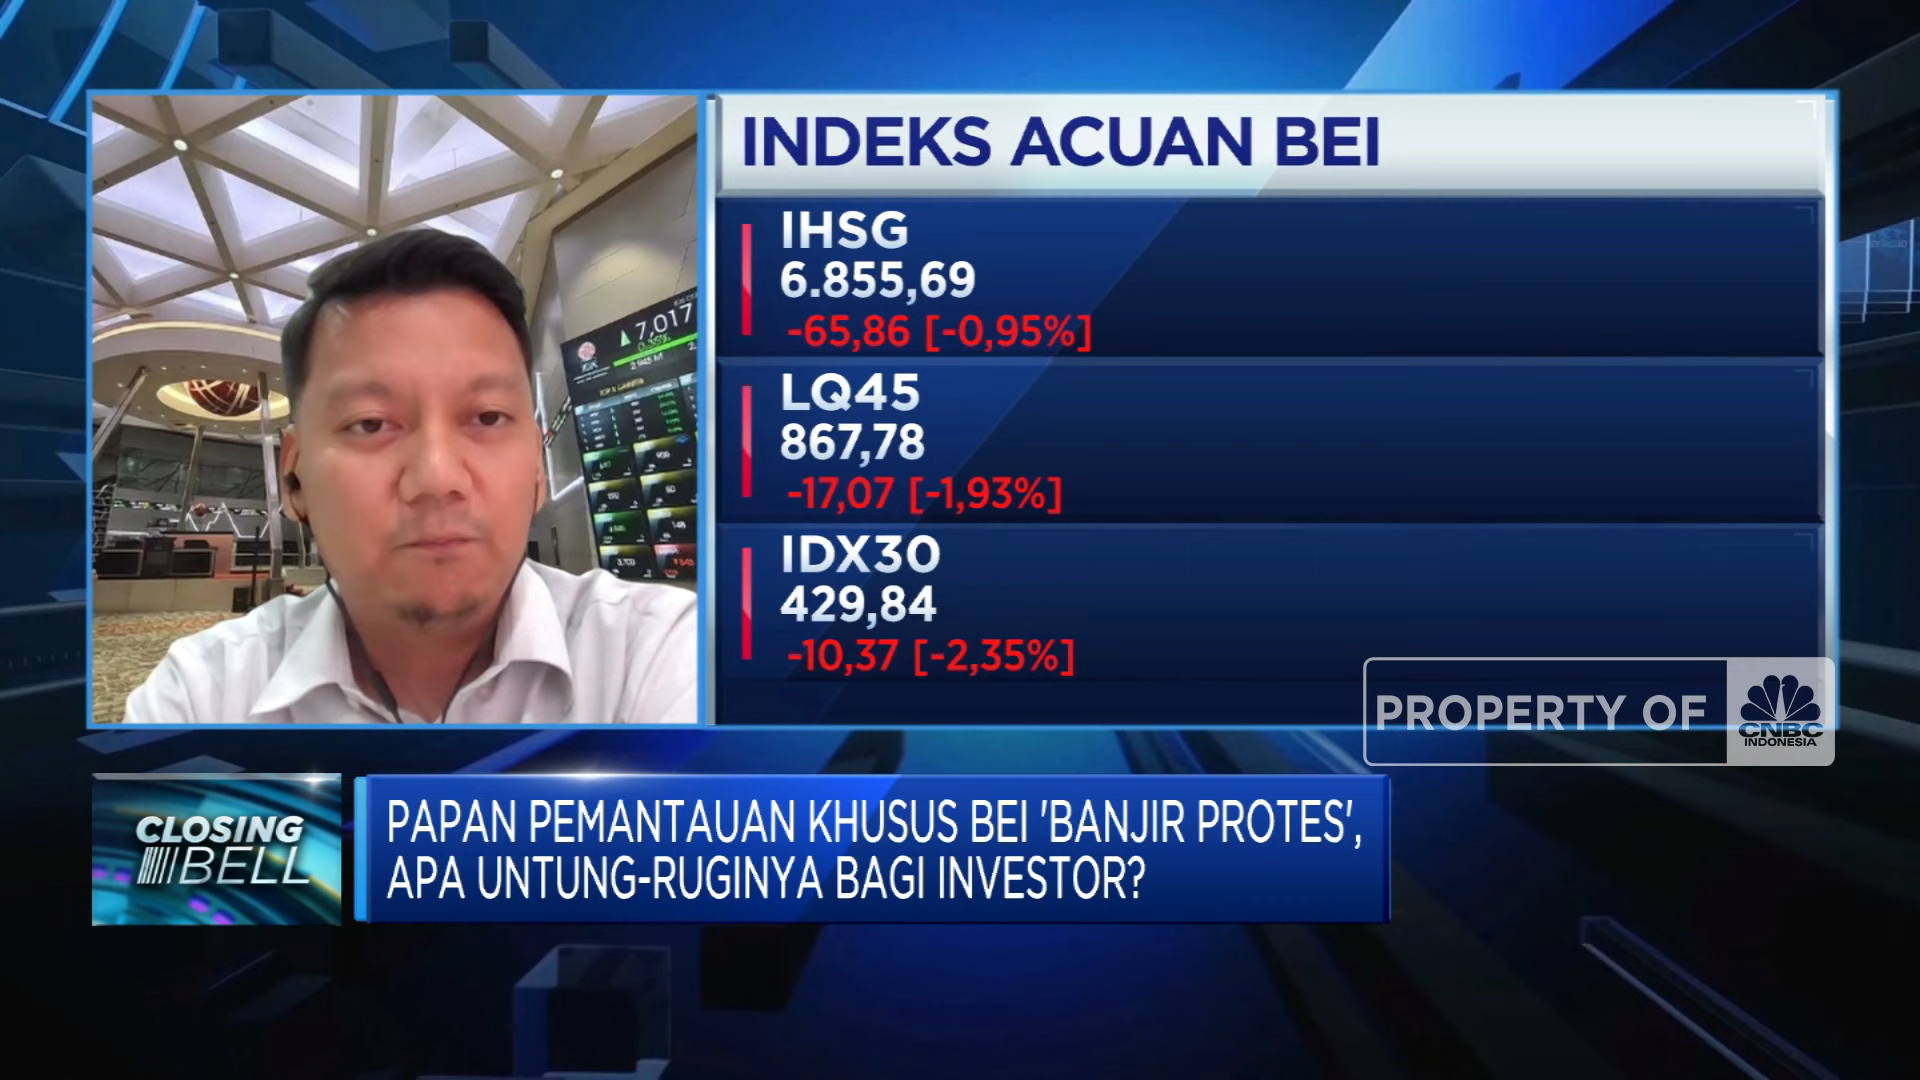 INDEKS ACUAN BEI
IHSG
6.855,69
-65,86 [-0,95%]
LQ45
867,78
-17,07 [-1,93%]
IDX30
429,84
-10,37 [-2,35%]
7,017
PROPERTY OF
CNBC
INDONESIA
CLOSING
BELL
PAPAN PEMANTAUAN KHUSUS BEI 'BANJIR PROTES',
APA UNTUNG-RUGINYA BAGI INVESTOR?